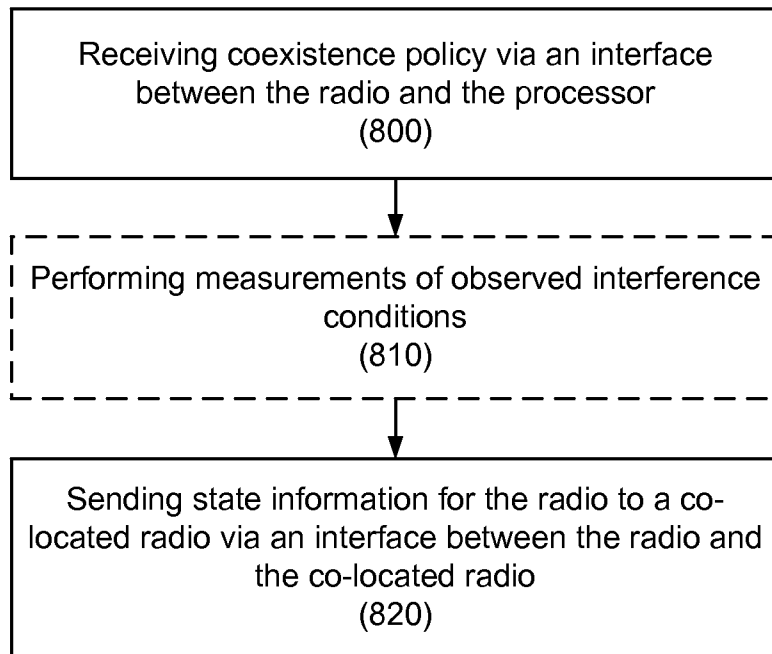 Receiving coexistence policy via an interface
between the radio and the processor
(800)
Performing measurements of observed interference
conditions
(810)
Sending state information for the radio to a co-
located radio via an interface between the radio and
the co-located radio
(820)